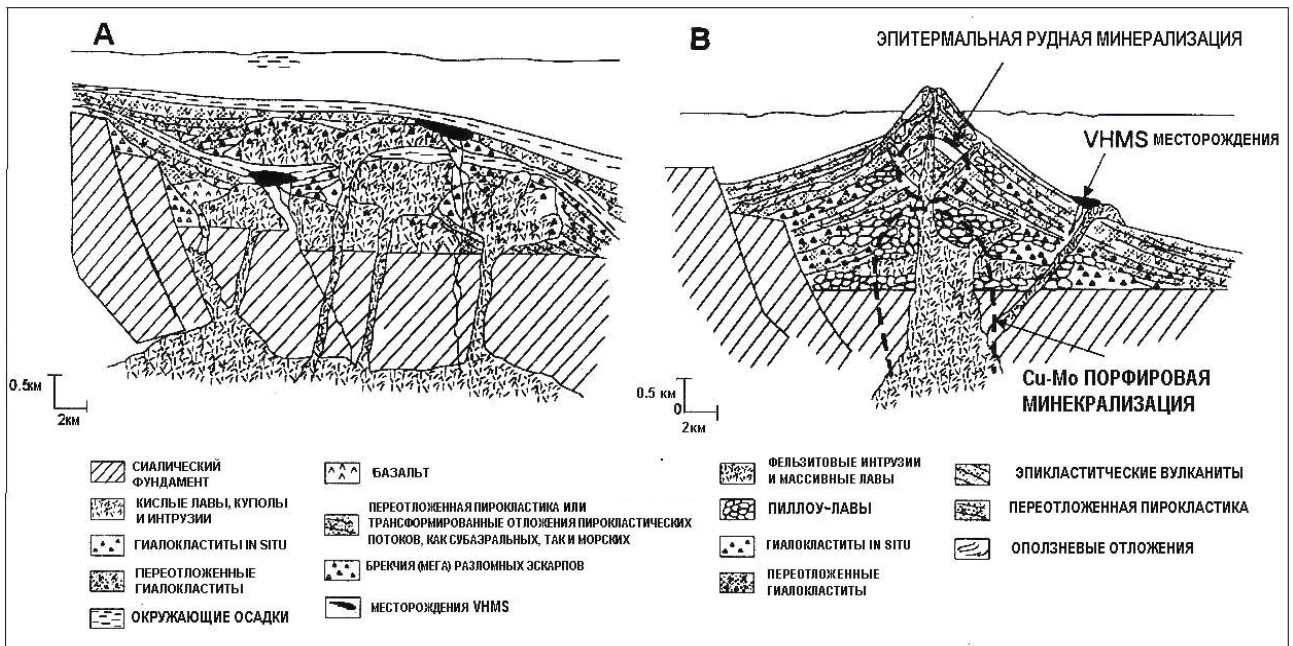 A
B
ЭПИТЕРМАЛЬНАЯ РУДНАЯ МИНЕРАЛИЗАЦИЯ
VHMS МЕСТОРОЖДЕНИЯ
Cu-Mo ПОРФИРОВАЯ
МИНЕКРАЛИЗАЦИЯ
0.5км
2км
0.5 км
0
2км
СИАЛИЧЕСКИЙ
ФУНДАМЕНТ
КИСЛЫЕ ЛАВЫ, КУПОЛЫ
И ИНТРУЗИИ
ГИАЛОКЛАСТИТЫ IN SITU
ПЕРЕОТЛОЖЕННЫЕ
ГИАЛОКЛАСТИТЫ
ОКРУЖАЮЩИЕ ОСАДКИ
БАЗАЛЬТ
ПЕРЕОТЛОЖЕННАЯ ПИРОКЛАСТИКА ИЛИ
ТРАНСФОРМИРОВАННЫЕ ОТЛОЖЕНИЯ ПИРОКЛАСТИЧЕСКИХ
ПОТОКОВ, КАК СУБАЭРАЛЬНЫХ, ТАК И МОРСКИХ
БРЕКЧИЯ (МЕГА) РАЗЛОМНЫХ ЭСКАРПОВ
МЕСТОРОЖДЕНИЯ VHMS
ФЕЛЬЗИТОВЫЕ ИНТРУЗИИ
И МАССИВНЫЕ ЛАВЫ
ПИЛЛОУ-ЛАВЫ
ГИАЛОКЛАСТИТЫ IN SITU
ПЕРЕОТЛОЖЕННЫЕ
ГИАЛОКЛАСТИТЫ
ЭПИКЛАСТИТЧЕСКИЕ ВУЛКАНИТЫ
ПЕРЕОТЛОЖЕННАЯ ПИРОКЛАСТИКА
ОПОЛЗНЕВЫЕ ОТЛОЖЕНИЯ